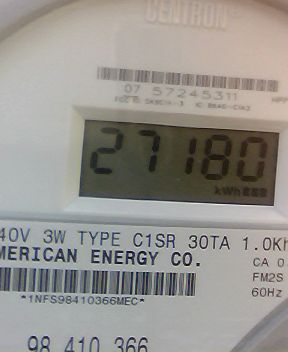 CENTRON
07 57245311
27180
kWh
40V 3W TYPE C1SR 30TA 1.0Kh
MERICAN ENERGY CO.
CA 0
FM2S
60Hz
*1NFS98410366MEC*
98 410 366